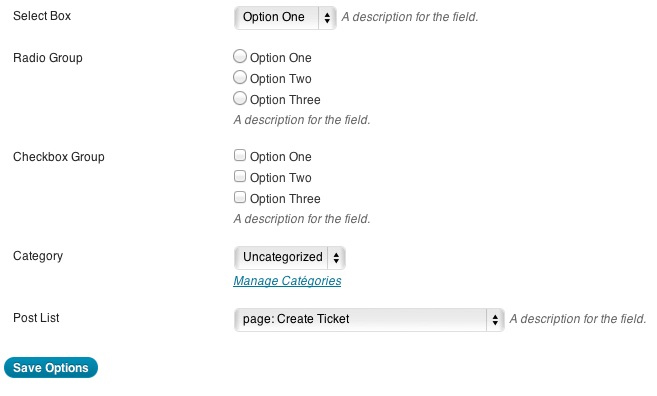 Select Box Option One A description for the field.
Radio Group Option One
Option Two
Option Three
A description for the field.
Checkbox Group Option One
Option Two
Option Three
A description for the field.
Category Uncategorized
Manage Catégories
Post List page: Create Ticket A description for the field.
Save Options